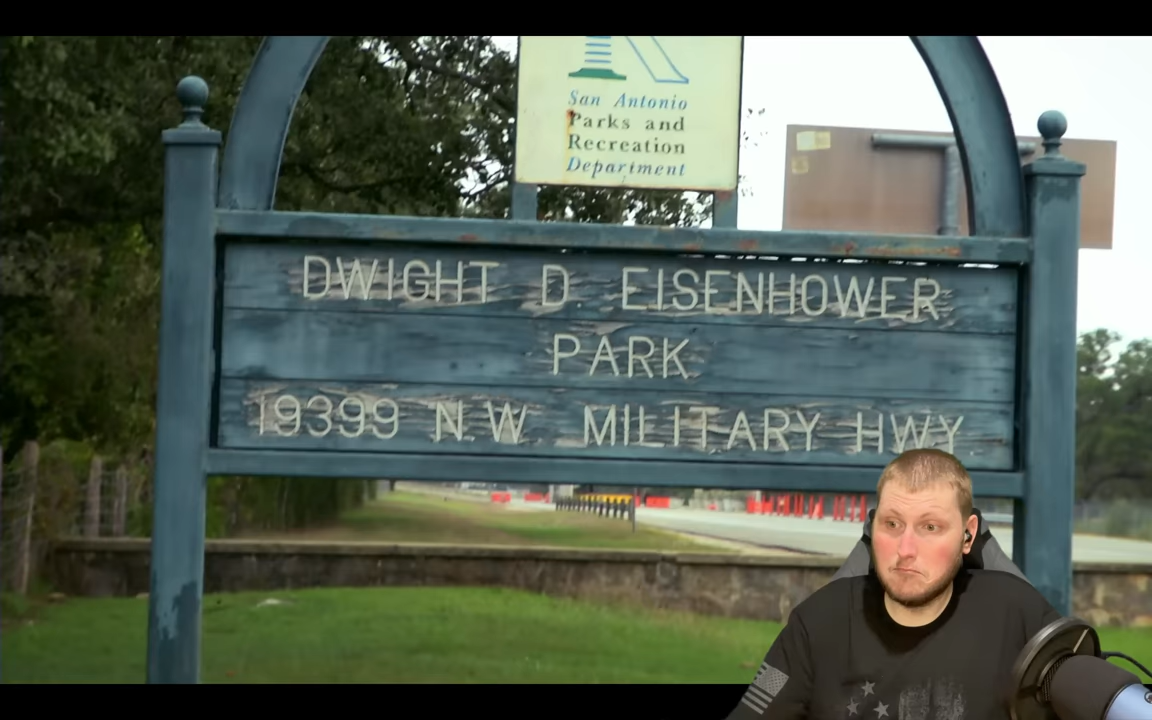 San Antonio
Parks and
Recreation
Department
DWIGHT D. EISENHOWER
PARK
19399 N.W. MILITARY HWY